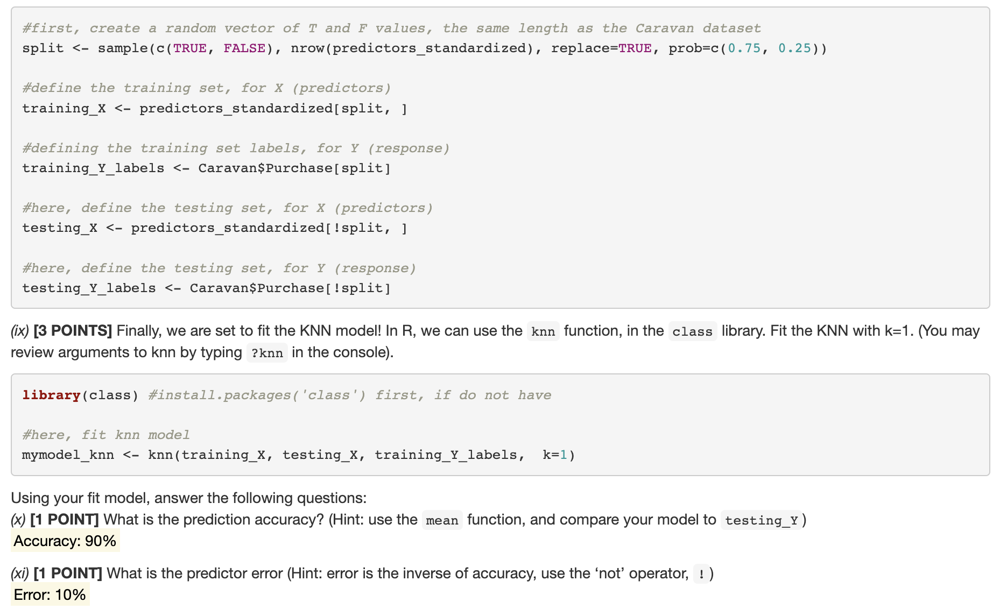 #first, create a random vector of T and F values, the same length as the Caravan dataset
split <- sample(c(TRUE, FALSE), nrow(predictors_standardized), replace=TRUE, prob=c(0.75, 0.25))
#define the training set, for X (predictors)
training_X <- predictors_standardized[split, ]
#defining the training set labels, for Y (response)
training_Y_labels <- Caravan$Purchase[split]
#here, define the testing set, for X (predictors)
testing_X <- predictors_standardized[!split, ]
#here, define the testing set, for Y (response)
testing_Y_labels <- Caravan$Purchase[!split]
(ix) [3 POINTS] Finally, we are set to fit the KNN model! In R, we can use the knn function, in the class library. Fit the KNN with k=1. (You may
review arguments to knn by typing ?knn in the console).
library(class) #install.packages('class') first, if do not have
#here, fit knn model
mymodel_knn <- knn(training_X, testing_X, training_Y_labels,  k=1)
Using your fit model, answer the following questions:
(x) [1 POINT] What is the prediction accuracy? (Hint: use the mean function, and compare your model to testing_Y)
Accuracy: 90%
(xi) [1 POINT] What is the predictor error (Hint: error is the inverse of accuracy, use the ‘not’ operator, !)
Error: 10%